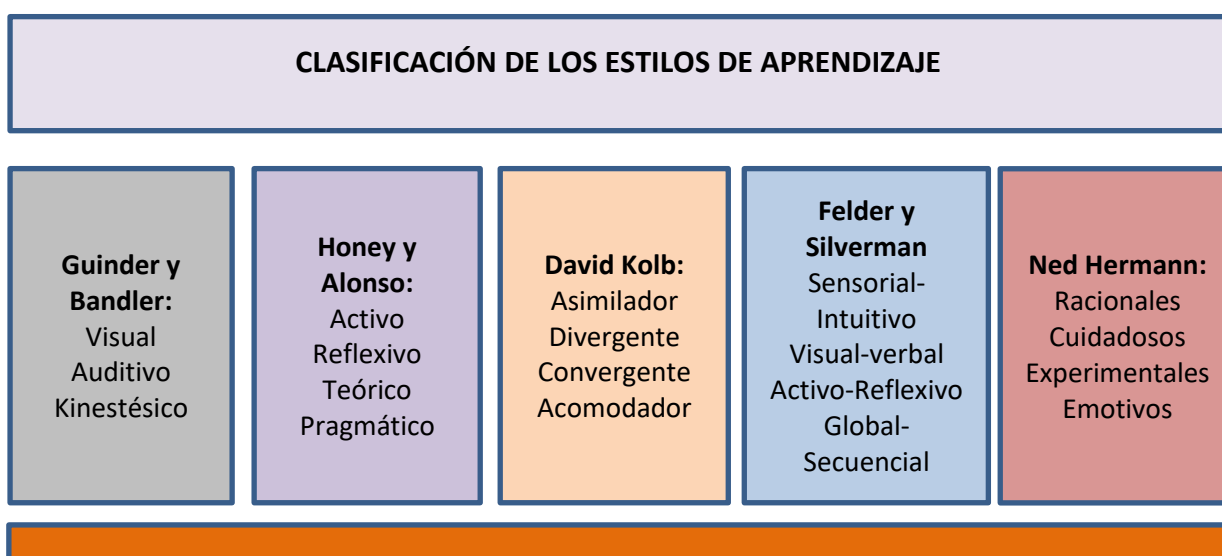 CLASIFICACIÓN DE LOS ESTILOS DE APRENDIZAJE
Guinder y
Bandler:
Visual
Auditivo
Kinestésico
Honey y
Alonso:
Activo
Reflexivo
Teórico
Pragmático
David Kolb:
Asimilador
Divergente
Convergente
Acomodador
Felder y
Silverman
Sensorial-
Intuitivo
Visual-verbal
Activo-Reflexivo
Global-
Secuencial
Ned Hermann:
Racionales
Cuidadosos
Experimentales
Emotivos